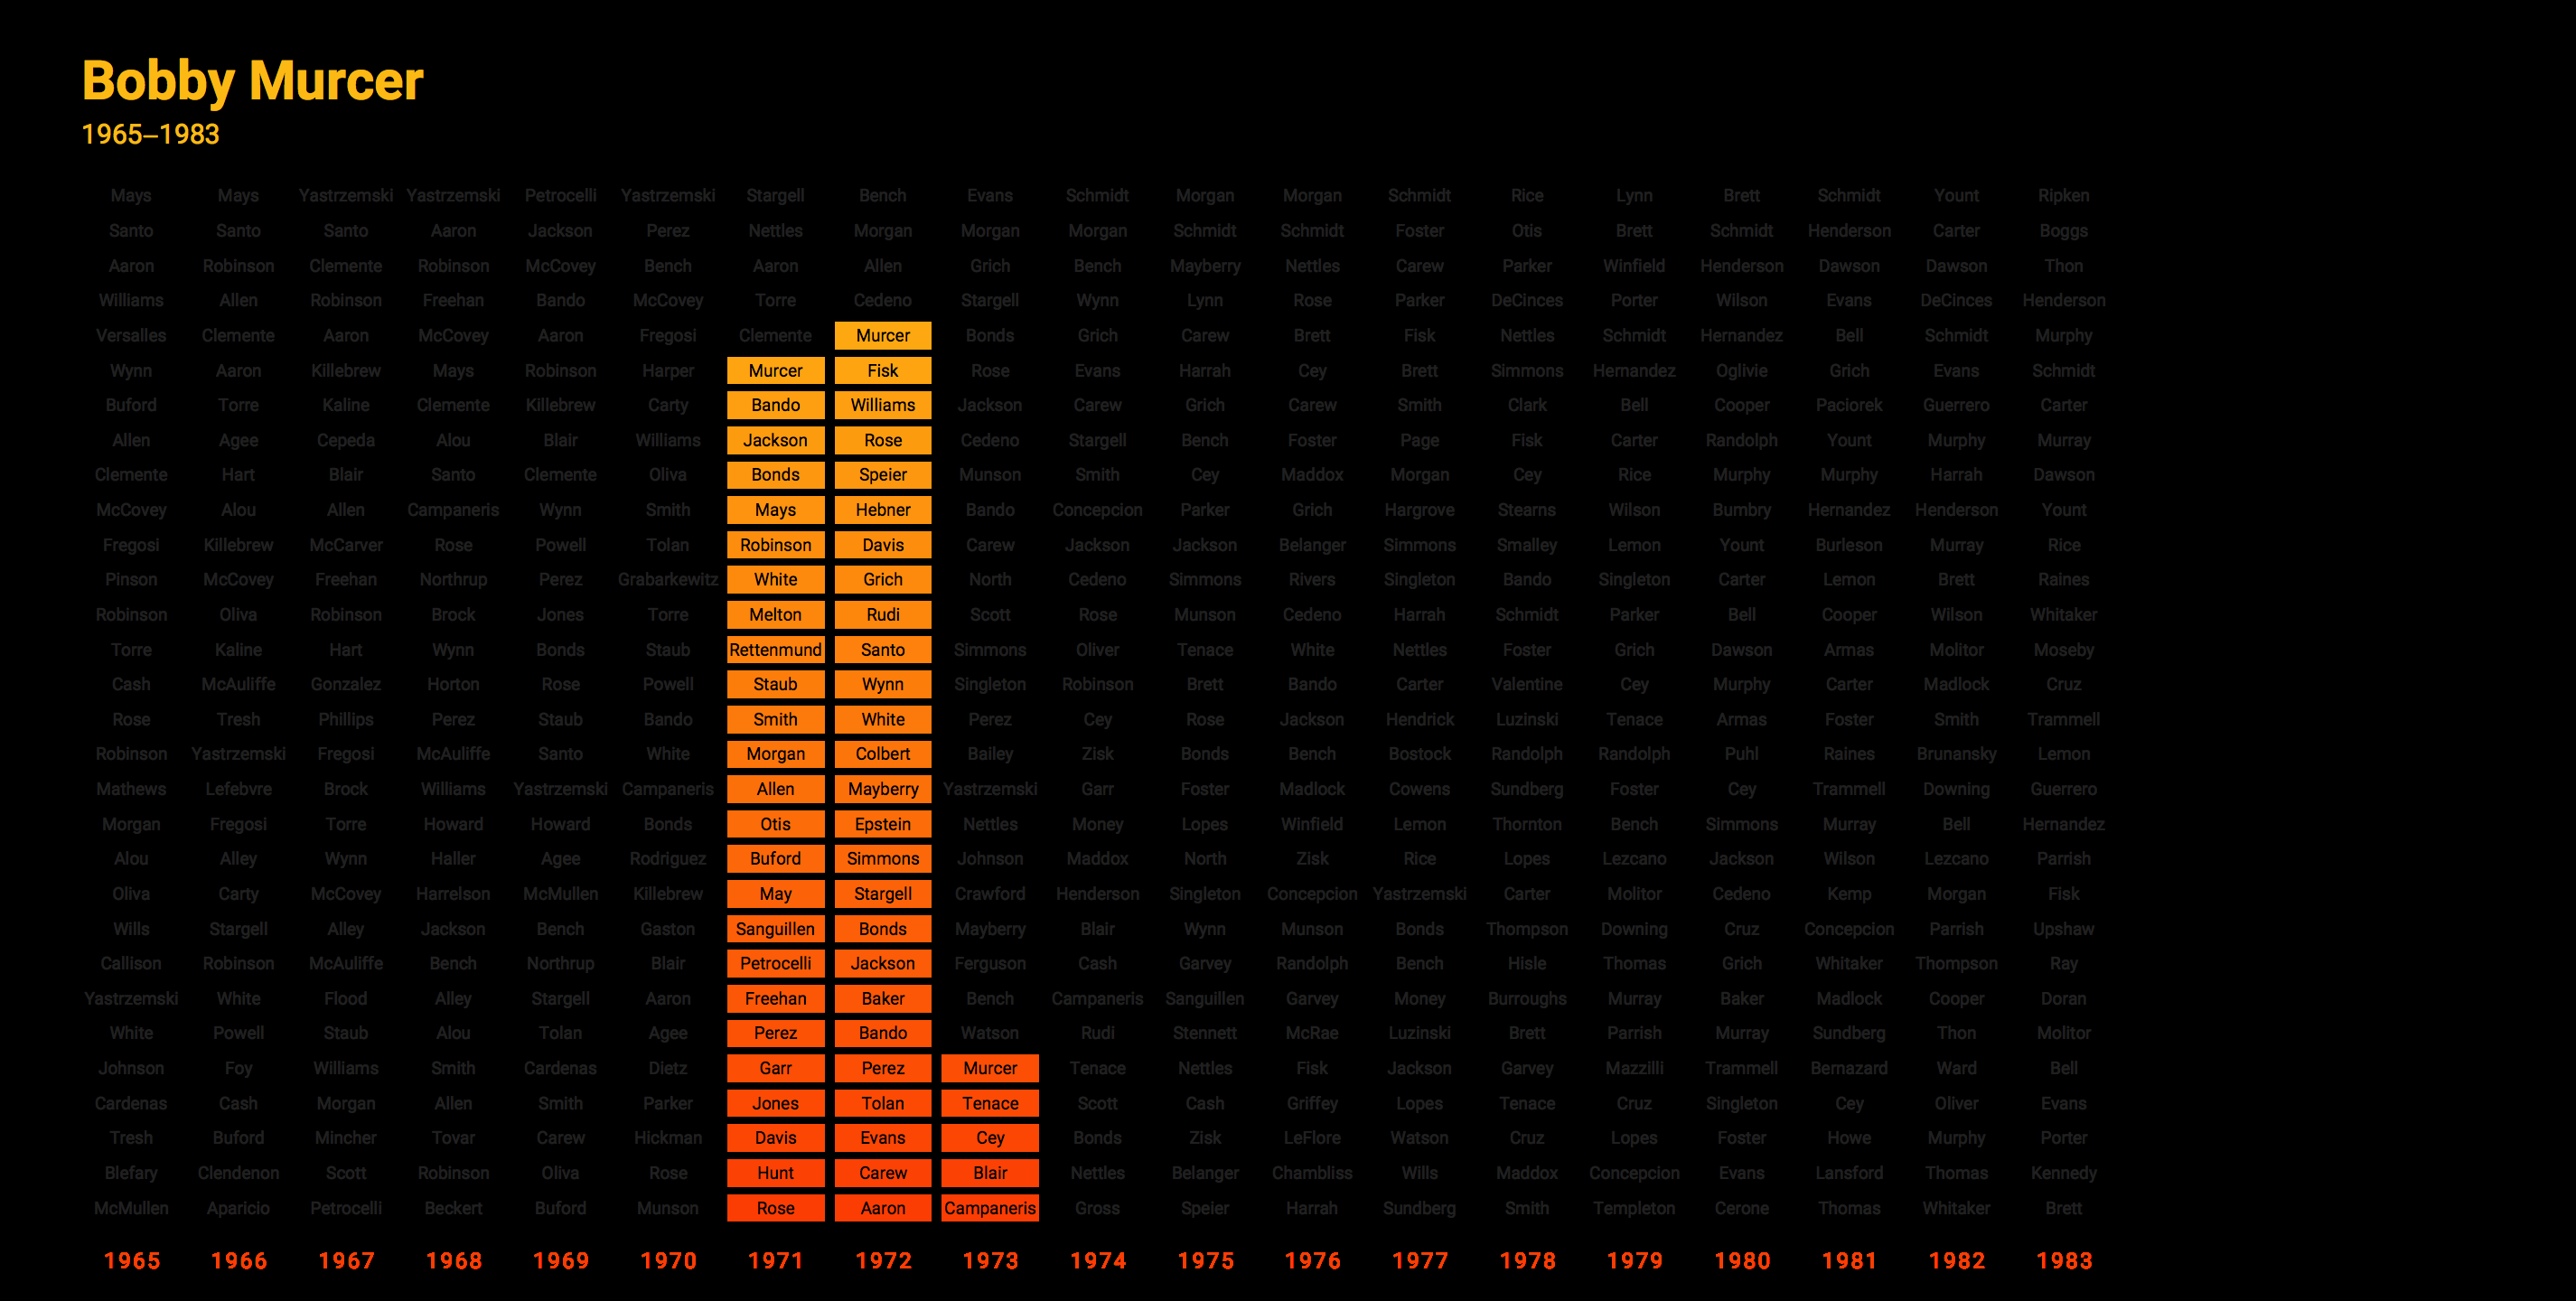 Bobby Murcer
1965–1983
Mays Mays Yastrzemski Yastrzemski Petrocelli Yastrzemski Stargell Bench Evans Schmidt Morgan Morgan Schmidt Rice Lynn Brett Schmidt Yount Ripken
Santo Santo Santo Aaron Jackson Perez Nettles Morgan Morgan Morgan Schmidt Schmidt Foster Otis Brett Schmidt Henderson Carter Boggs
Aaron Robinson Clemente Robinson McCovey Bench Aaron Allen Grich Bench Mayberry Nettles Carew Parker Winfield Henderson Dawson Dawson Thon
Williams Allen Robinson Freehan Bando McCovey Torre Cedeno Stargell Wynn Lynn Rose Parker DeCinces Porter Wilson Evans DeCinces Henderson
Versalles Clemente Aaron McCovey Aaron Fregosi Clemente Murcer Bonds Grich Carew Brett Fisk Nettles Schmidt Hernandez Bell Schmidt Murphy
Wynn Aaron Killebrew Mays Robinson Harper Murcer Fisk Rose Evans Harrah Cey Brett Simmons Hernandez Oglivie Grich Evans Schmidt
Buford Torre Kaline Clemente Killebrew Carty Bando Williams Jackson Carew Grich Carew Smith Clark Bell Cooper Paciorek Guerrero Carter
Allen Agee Cepeda Alou Blair Williams Jackson Rose Cedeno Stargell Bench Foster Page Fisk Carter Randolph Yount Murphy Murray
Clemente Hart Blair Santo Clemente Oliva Bonds Speier Munson Smith Cey Maddox Morgan Cey Rice Murphy Murphy Harrah Dawson
McCovey Alou Allen Campaneris Wynn Smith Mays Hebner Bando Concepcion Parker Grich Hargrove Stearns Wilson Bumbry Hernandez Henderson Yount
Fregosi Killebrew McCarver Rose Powell Tolan Robinson Davis Carew Jackson Jackson Belanger Simmons Smalley Lemon Yount Burleson Murray Rice
Pinson McCovey Freehan Northrup Perez Grabarkewitz White Grich North Cedeno Simmons Rivers Singleton Bando Singleton Carter Lemon Brett Raines
Robinson Oliva Robinson Brock Jones Torre Melton Rudi Scott Rose Munson Cedeno Harrah Schmidt Parker Bell Cooper Wilson Whitaker
Torre Kaline Hart Wynn Bonds Staub Rettenmund Santo Simmons Oliver Tenace White Nettles Foster Grich Dawson Armas Molitor Moseby
Cash McAuliffe Gonzalez Horton Rose Powell Staub Wynn Singleton Robinson Brett Bando Carter Valentine Cey Murphy Carter Madlock Cruz
Rose Tresh Phillips Perez Staub Bando Smith White Perez Cey Rose Jackson Hendrick Luzinski Tenace Armas Foster Smith Trammell
Robinson Yastrzemski Fregosi McAuliffe Santo White Morgan Colbert Bailey Zisk Bonds Bench Bostock Randolph Randolph Puhl Raines Brunansky Lemon
Mathews Lefebvre Brock Williams Yastrzemski Campaneris Allen Mayberry Yastrzemski Garr Foster Madlock Cowens Sundberg Foster Cey Trammell Downing Guerrero
Morgan Fregosi Torre Howard Howard Bonds Otis Epstein Nettles Money Lopes Winfield Lemon Thornton Bench Simmons Murray Bell Hernandez
Alou Alley Wynn Haller Agee Rodriguez Buford Simmons Johnson Maddox North Zisk Rice Lopes Lezcano Jackson Wilson Lezcano Parrish
Oliva Carty McCovey Harrelson McMullen Killebrew May Stargell Crawford Henderson Singleton Concepcion Yastrzemski Carter Molitor Cedeno Kemp Morgan Fisk
Wills Stargell Alley Jackson Bench Gaston Sanguillen Bonds Mayberry Blair Wynn Munson Bonds Thompson Downing Cruz Concepcion Parrish Upshaw
Callison Robinson McAuliffe Bench Northrup Blair Petrocelli Jackson Ferguson Cash Garvey Randolph Bench Hisle Thomas Grich Whitaker Thompson Ray
Yastrzemski White Flood Alley Stargell Aaron Freehan Baker Bench Campaneris Sanguillen Garvey Money Burroughs Murray Baker Madlock Cooper Doran
White Powell Staub Alou Tolan Agee Perez Bando Watson Rudi Stennett McRae Luzinski Brett Parrish Murray Sundberg Thon Molitor
Johnson Foy Williams Smith Cardenas Dietz Garr Perez Murcer Tenace Nettles Fisk Jackson Garvey Mazzilli Trammell Bernazard Ward Bell
Cardenas Cash Morgan Allen Smith Parker Jones Tolan Tenace Scott Cash Griffey Lopes Tenace Cruz Singleton Cey Oliver Evans
Tresh Buford Mincher Tovar Carew Hickman Davis Evans Cey Bonds Zisk LeFlore Watson Cruz Lopes Foster Howe Murphy Porter
Blefary Clendenon Scott Robinson Oliva Rose Hunt Carew Blair Nettles Belanger Chambliss Wills Maddox Concepcion Evans Lansford Thomas Kennedy
McMullen Aparicio Petrocelli Beckert Buford Munson Rose Aaron Campaneris Gross Speier Harrah Sundberg Smith Templeton Cerone Thomas Whitaker Brett
1965 1966 1967 1968 1969 1970 1971 1972 1973 1974 1975 1976 1977 1978 1979 1980 1981 1982 1983